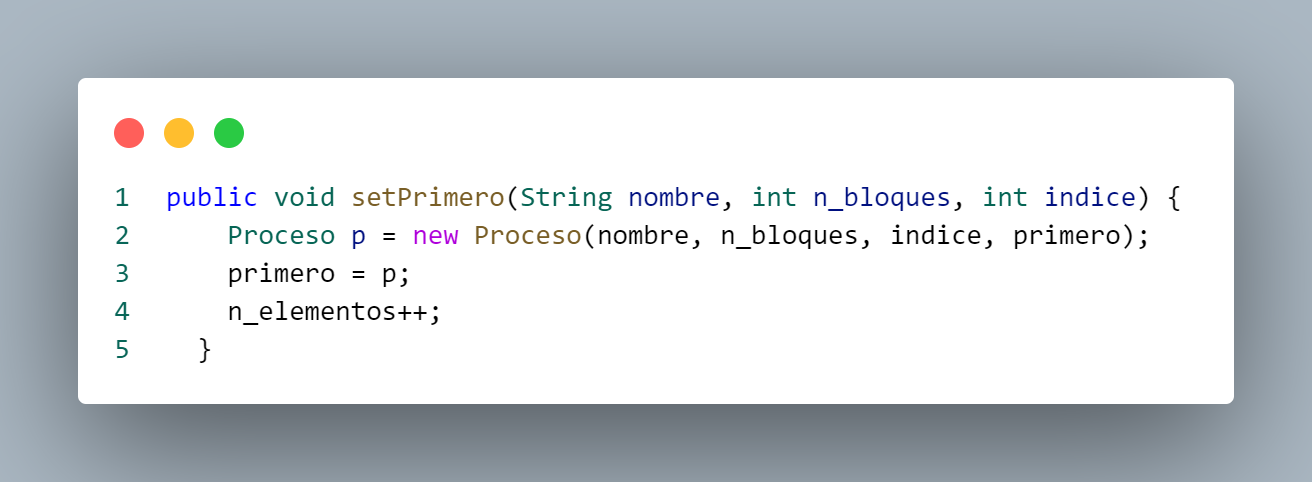 1 public void setPrimero(String nombre, int n_bloques, int indice) {
2     Proceso p = new Proceso(nombre, n_bloques, indice, primero);
3     primero = p;
4     n_elementos++;
5   }